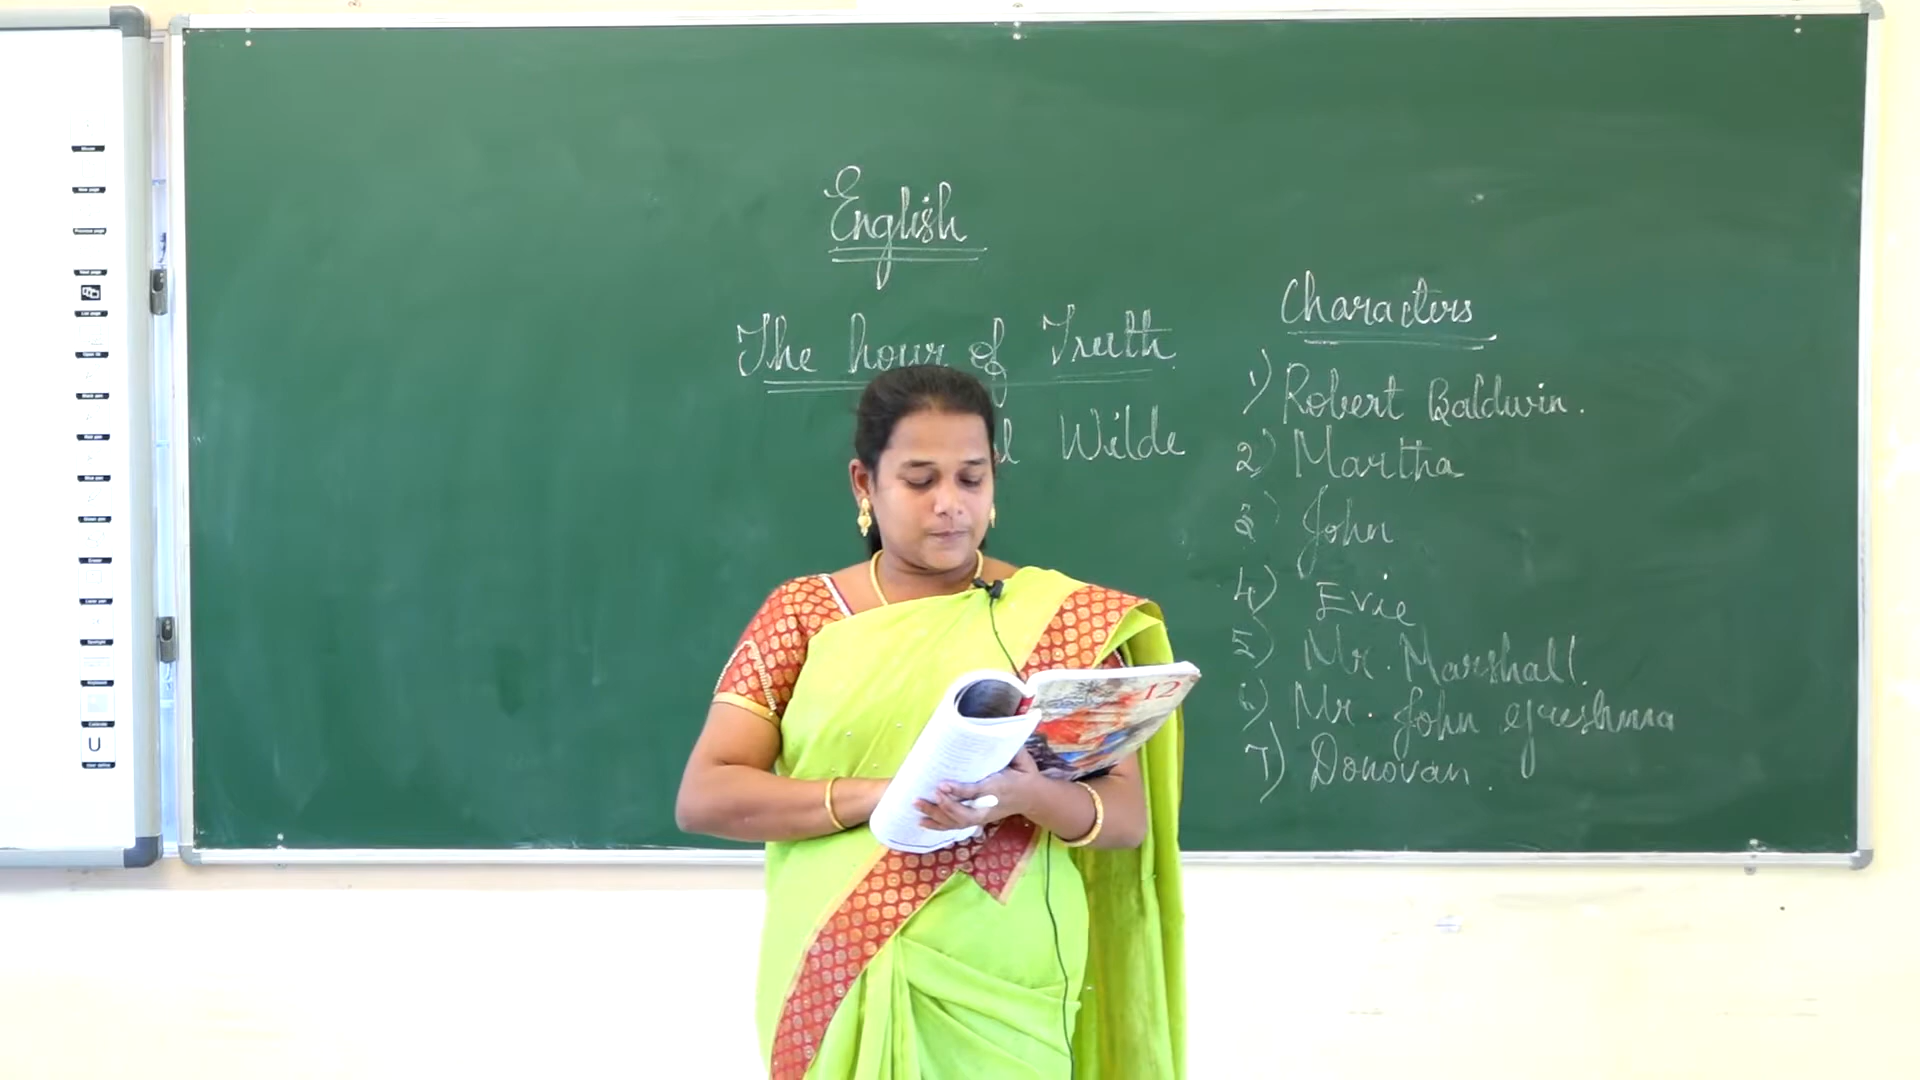 English
The hour of Truth.
Wilde
Characters
1) Robert Baldwin.
2) Martha
3) John
4) Evie
5) Mr. Marshall.
6) Mr. John
7) Donovan.
12
U